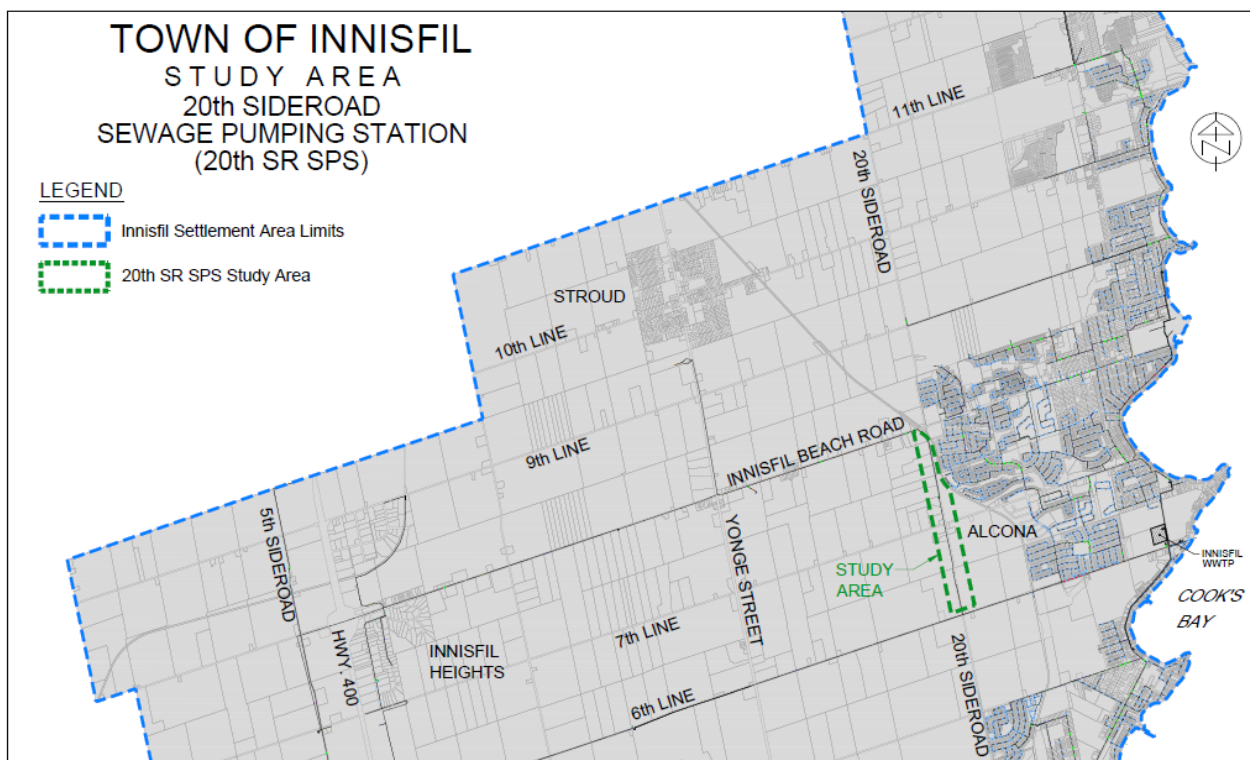 TOWN OF INNISFIL
STUDY AREA
20th SIDEROAD
SEWAGE PUMPING STATION
(20th SR SPS)
LEGEND
Innisfil Settlement Area Limits
20th SR SPS Study Area
11th LINE
20th SIDEROAD
N
STROUD
10th LINE
9th LINE
INNISFIL BEACH ROAD
5th SIDEROAD
YONGE STREET
ALCONA
INNISFIL
WWTP
STUDY
AREA
COOK'S
BAY
7th LINE
HWY. 400
INNISFIL
HEIGHTS
6th LINE
20th SIDEROAD